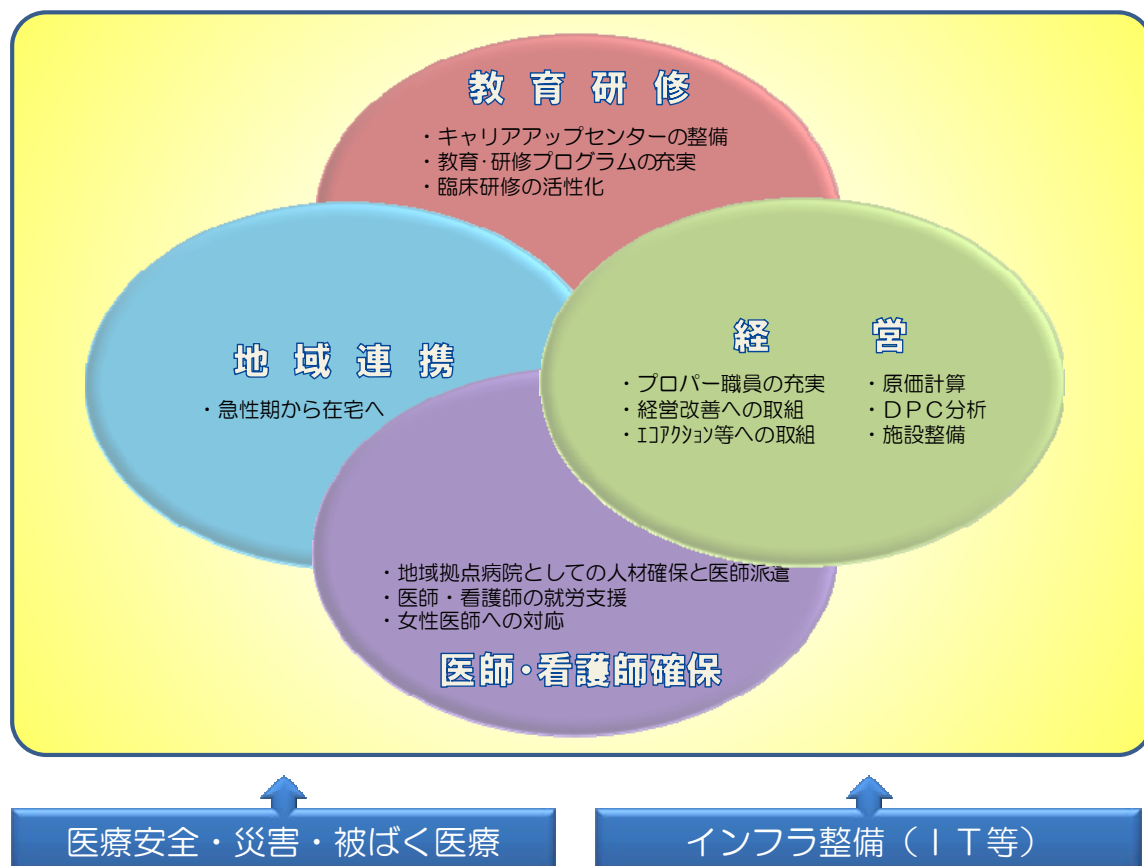 教育研修
・キャリアアップセンターの整備
・教育・研修プログラムの充実
・臨床研修の活性化
地域連携
・急性期から在宅へ
経営
・プロパー職員の充実
・経営改善への取組
・ｴｺｱｸｼｮﾝ等への取組
・原価計算
・ＤＰＣ分析
・施設整備
・地域拠点病院としての人材確保と医師派遣
・医師・看護師の就労支援
・女性医師への対応
医師・看護師確保
医療安全・災害・被ばく医療
インフラ整備（ＩＴ等）